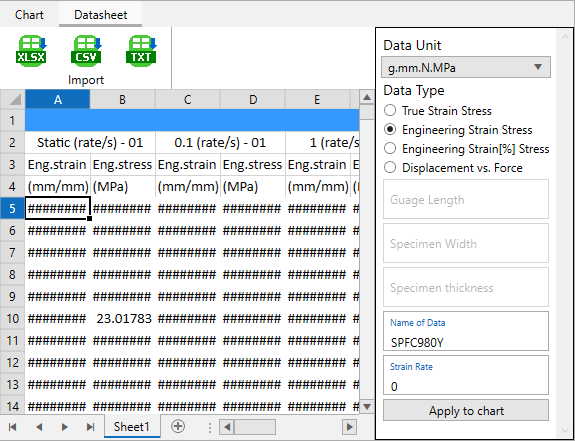 Chart Datasheet
XLSX CSV TXT
Import
A B C D E
1
2 Static (rate/s) - 01 0.1 (rate/s) - 01 1 (rate/s
3 Eng.strain Eng.stress Eng.strain Eng.stress Eng.strain E
4 (mm/mm) (MPa) (mm/mm) (MPa) (mm/mm) (
5 ######## ######## ######## ######## ######## #
6 ######## ######## ######## ######## ######## #
7 ######## ######## ######## ######## ######## #
8 ######## ######## ######## ######## ######## #
9 ######## ######## ######## ######## ######## #
10 ######## 23.01783 ######## ######## ######## #
11 ######## ######## ######## ######## ######## #
12 ######## ######## ######## ######## ######## #
13 ######## ######## ######## ######## ######## #
14 ######## ######## ######## ######## ######## #
Sheet1
Data Unit
g.mm.N.MPa
Data Type
True Strain Stress
Engineering Strain Stress
Engineering Strain[%] Stress
Displacement vs. Force
Guage Length
Specimen Width
Specimen thickness
Name of Data
SPFC980Y
Strain Rate
0
Apply to chart